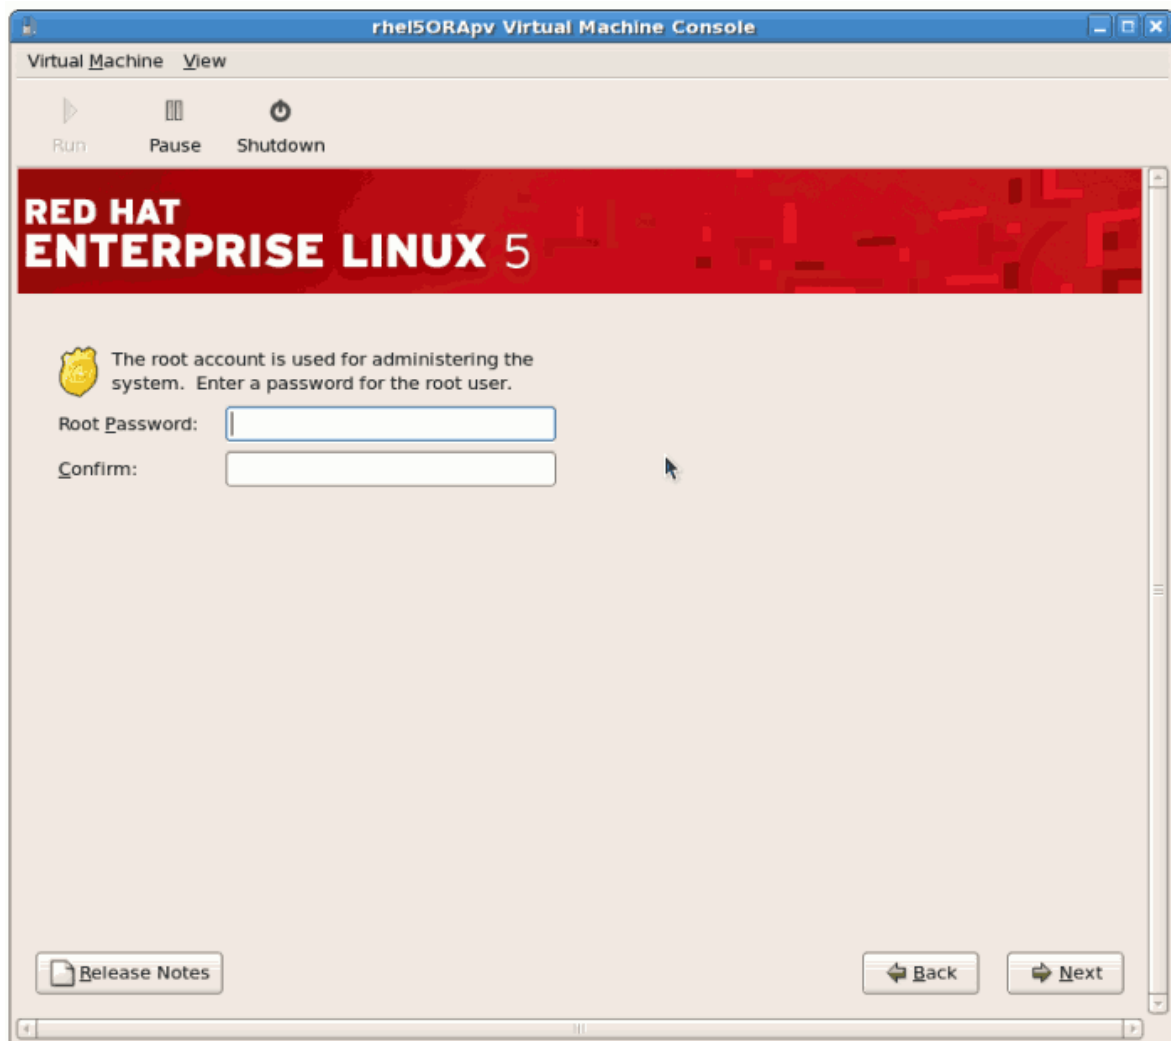 rhel5ORApv Virtual Machine Console
Virtual Machine View
Run Pause Shutdown
RED HAT
ENTERPRISE LINUX 5
The root account is used for administering the
system. Enter a password for the root user.
Root Password:
Confirm:
Release Notes Back Next